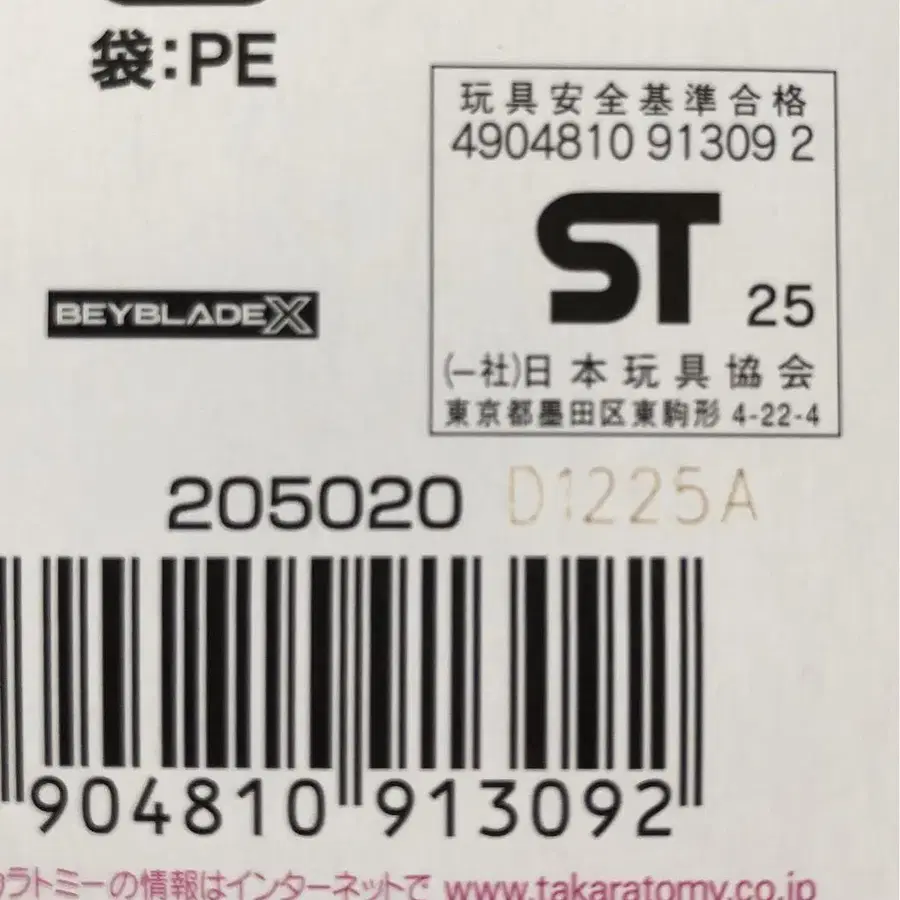 袋:PE
玩具安全基準合格
4904810 91309 2
ST 25
(一社)日本玩具協会
東京都墨田区東駒形 4-22-4
BEYBLADE X
205020 D1225A
904810 913092
ラトミーの情報はインターネットで www.takaratomy.co.jp